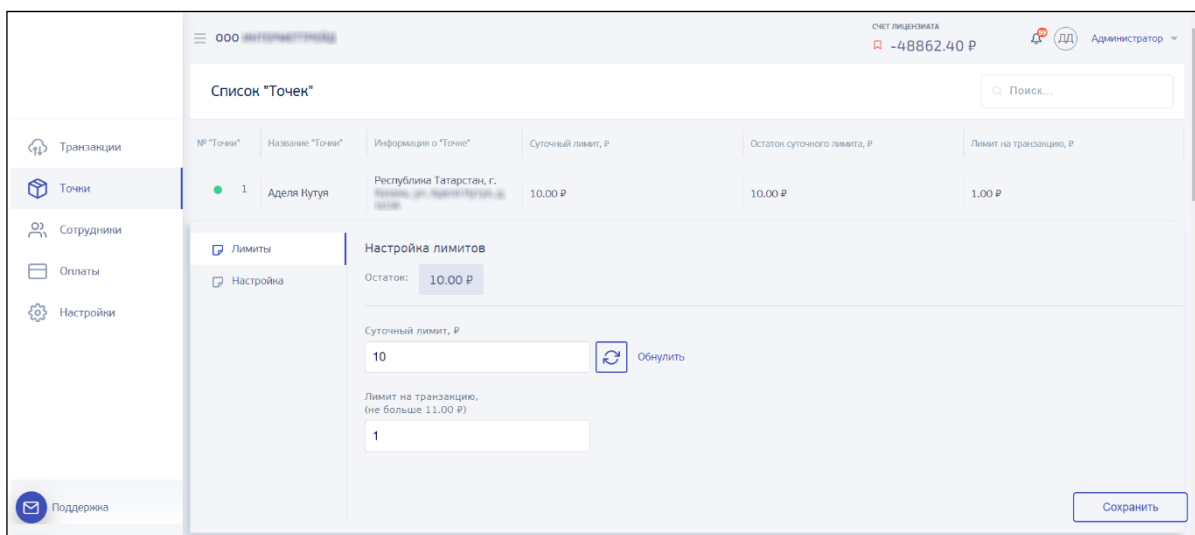 ООО
СЧЕТ ЛИЦЕНЗИАТА
-48862.40 ₽
59
ДД
Администратор
Список "Точек"
Поиск...
№ "Точки"
Название "Точки"
Информация о "Точке"
Суточный лимит, ₽
Остаток суточного лимита, ₽
Лимит на транзакцию, ₽
1
Аделя Кутуя
Республика Татарстан, г.
10.00 ₽
10.00 ₽
1.00 ₽
Транзакции
Точки
Сотрудники
Оплаты
Настройки
Поддержка
Лимиты
Настройка
Настройка лимитов
Остаток:
10.00 ₽
Суточный лимит, ₽
10
Обнулить
Лимит на транзакцию,
(не больше 11.00 ₽)
1
Сохранить